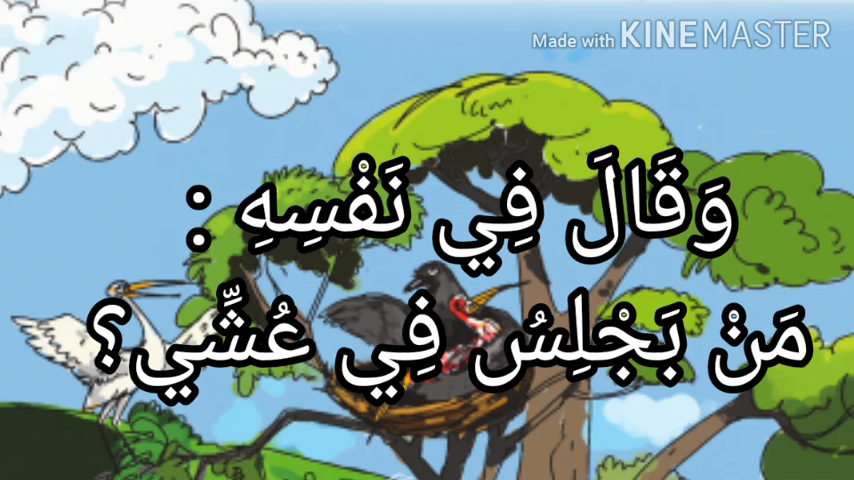 Made with KINEMASTER
وَقَالَ فِي نَفْسِهِ :
مَنْ بَجْلِسُ فِي عُشِّي؟